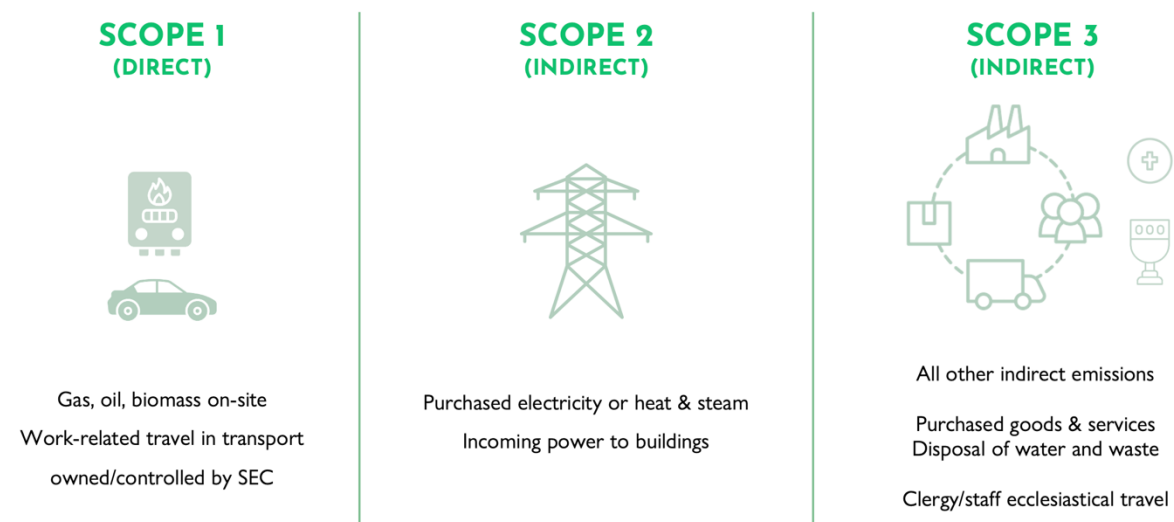 SCOPE 1
(DIRECT)
Gas, oil, biomass on-site
Work-related travel in transport
owned/controlled by SEC
SCOPE 2
(INDIRECT)
Purchased electricity or heat & steam
Incoming power to buildings
SCOPE 3
(INDIRECT)
All other indirect emissions
Purchased goods & services
Disposal of water and waste
Clergy/staff ecclesiastical travel